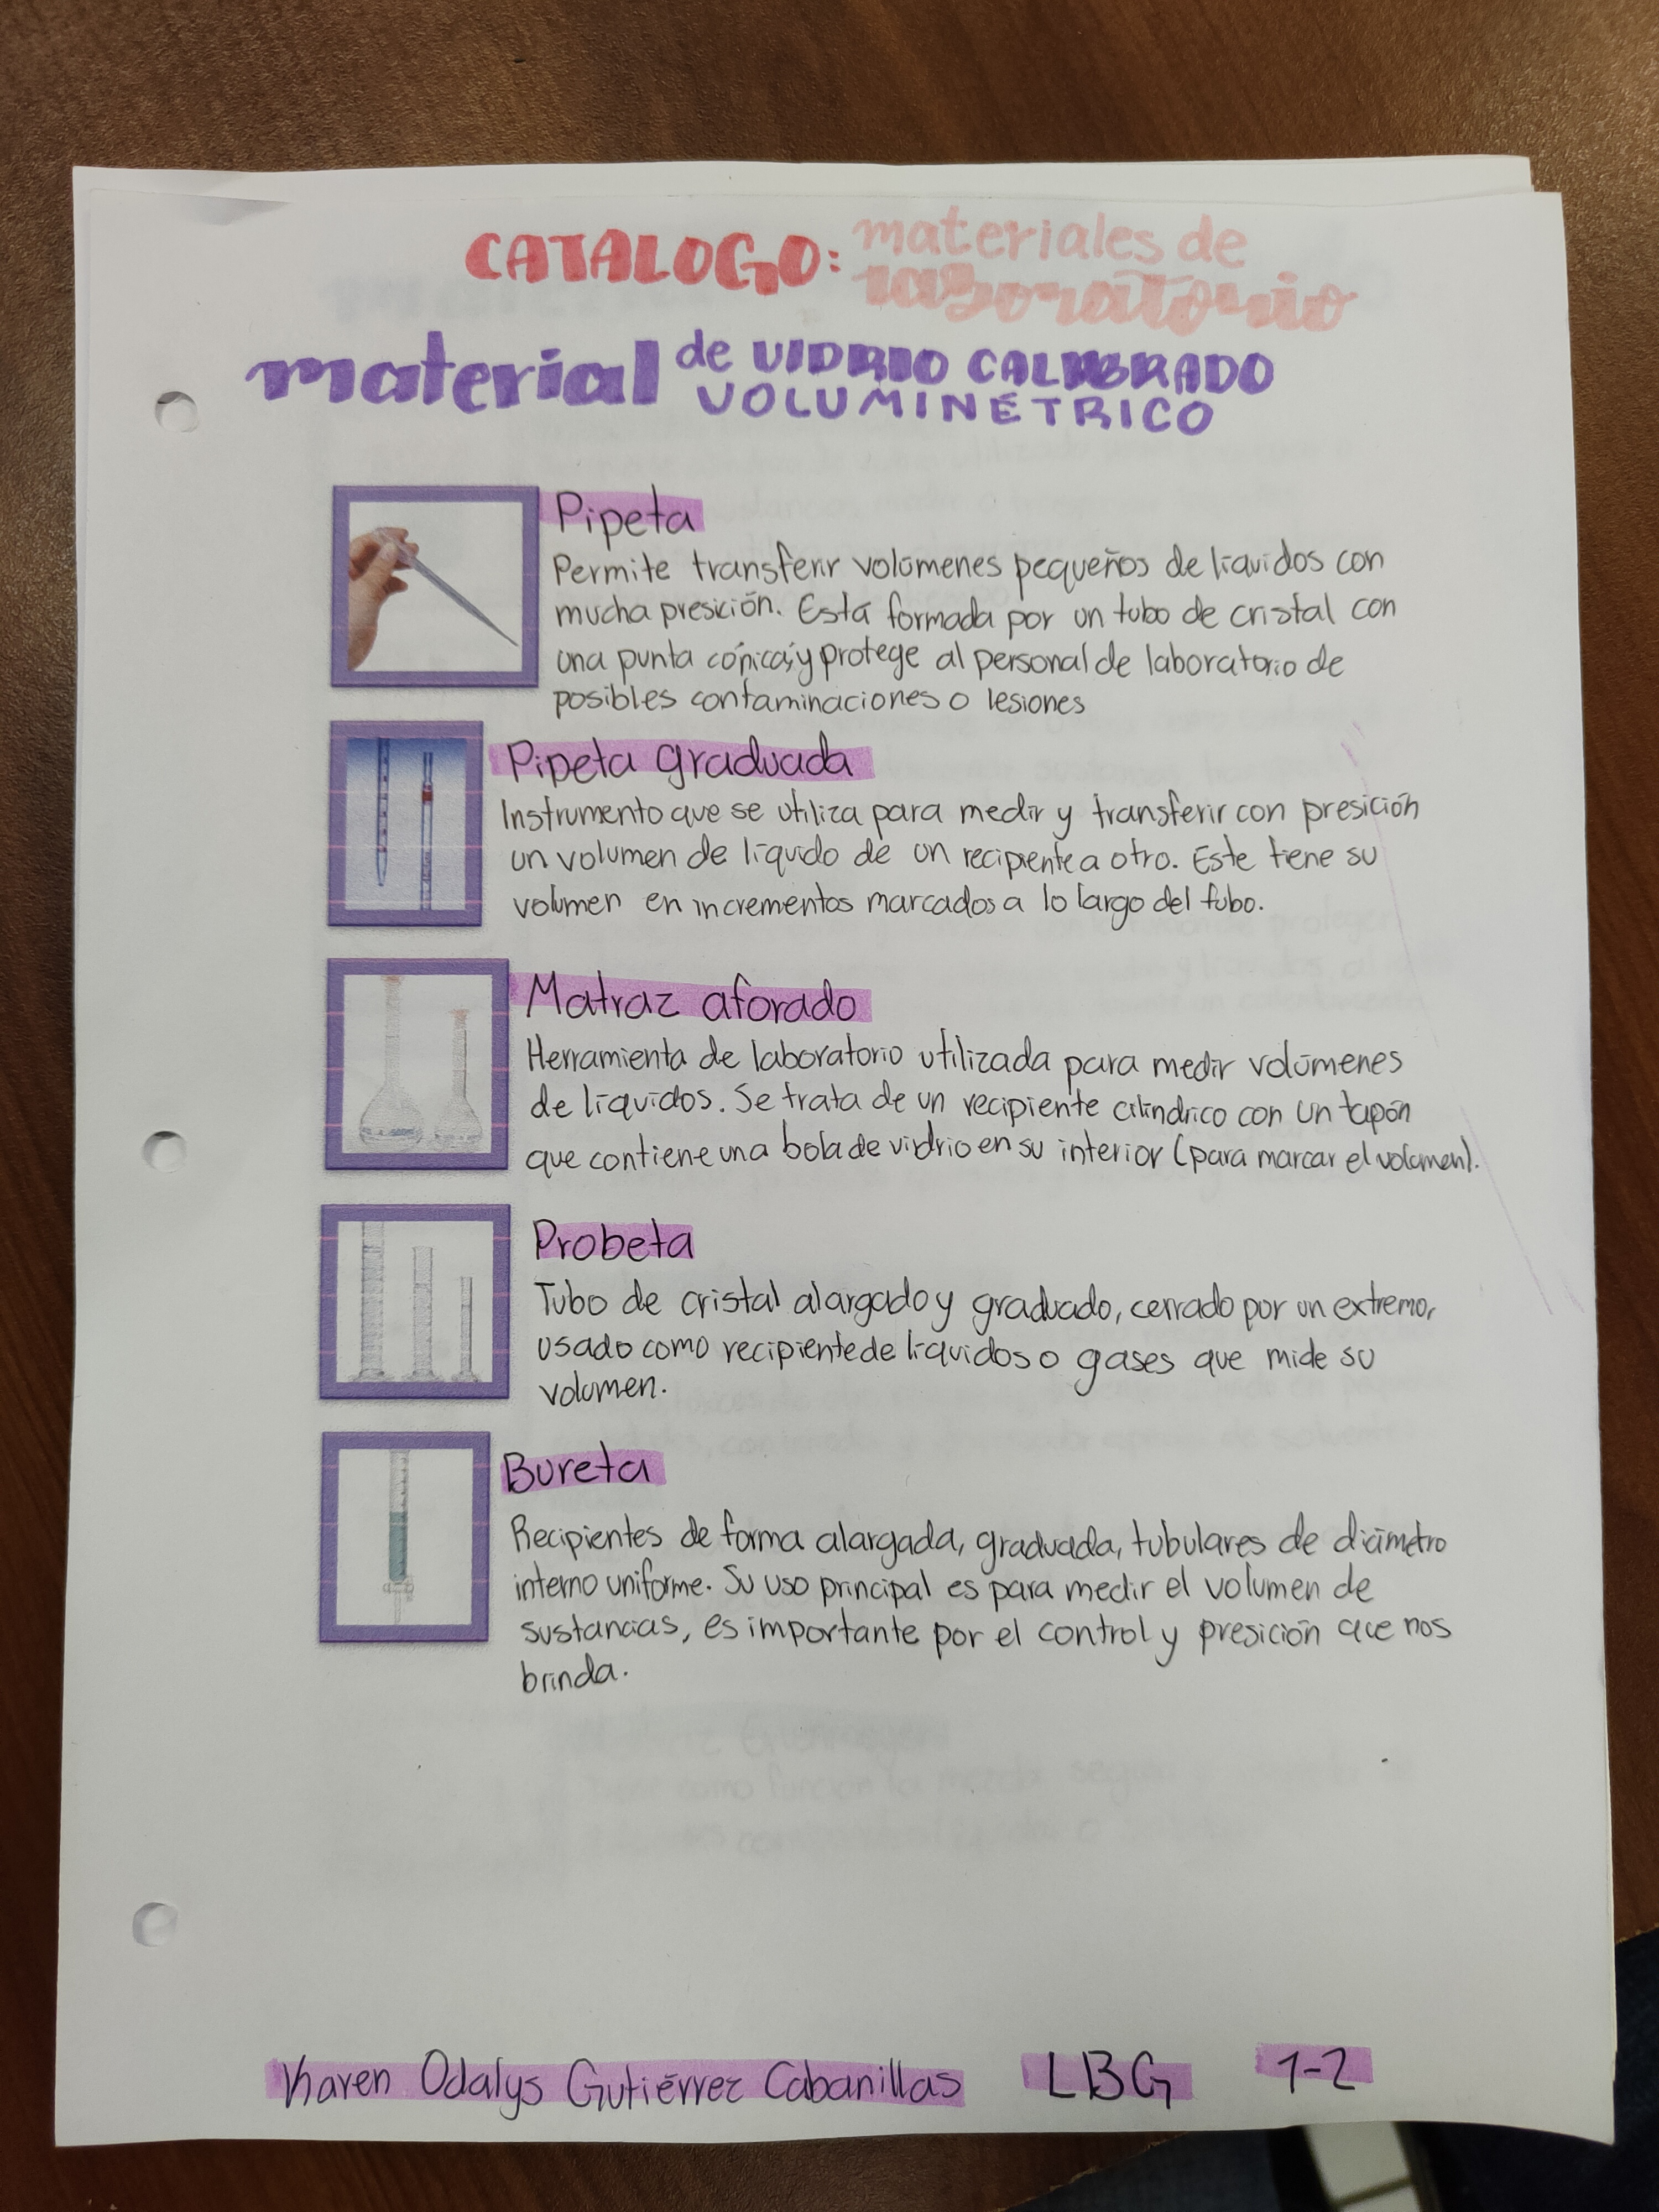 CATALOGO: materiales de
laboratorio
material de VIDRIO CALIBRADO
VOLUMINÉTRICO
Pipeta
Permite transferir volúmenes pequeños de líquidos con
mucha presición. Está formada por un tubo de cristal con
una punta cónica, y protege al personal de laboratorio de
posibles contaminaciones o lesiones
Pipeta graduada
Instrumento que se utiliza para medir y transferir con presición
un volumen de líquido de un recipiente a otro. Este tiene su
volumen en incrementos marcados a lo largo del tubo.
Matraz aforado
Herramienta de laboratorio utilizada para medir volúmenes
de líquidos. Se trata de un recipiente cilíndrico con un tapón
que contiene una bola de vidrio en su interior (para marcar el volumen).
Probeta
Tubo de cristal alargado y graduado, cerrado por un extremo,
usado como recipiente de líquidos o gases que mide su
volumen.
Bureta
Recipientes de forma alargada, graduada, tubulares de diámetro
interno uniforme. Su uso principal es para medir el volumen de
sustancias, es importante por el control y presición que nos
brinda.
Karen Odalys Gutiérrez Cabanillas LBG 1-2